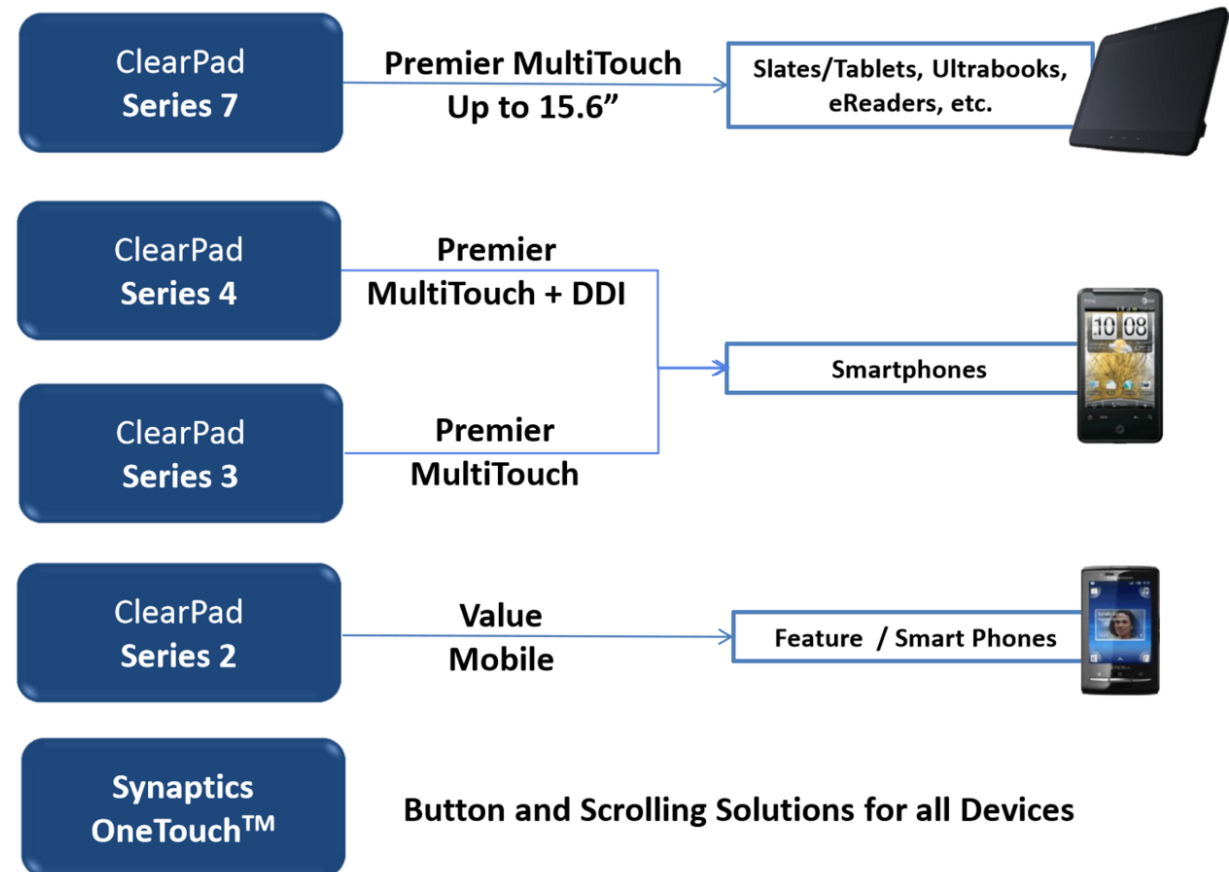 ClearPad
Series 7
Premier MultiTouch
Up to 15.6”
Slates/Tablets, Ultrabooks,
eReaders, etc.
ClearPad
Series 4
Premier
MultiTouch + DDI
10 08
Smartphones
ClearPad
Series 3
Premier
MultiTouch
ClearPad
Series 2
Value
Mobile
Feature / Smart Phones
Synaptics
OneTouch™
Button and Scrolling Solutions for all Devices